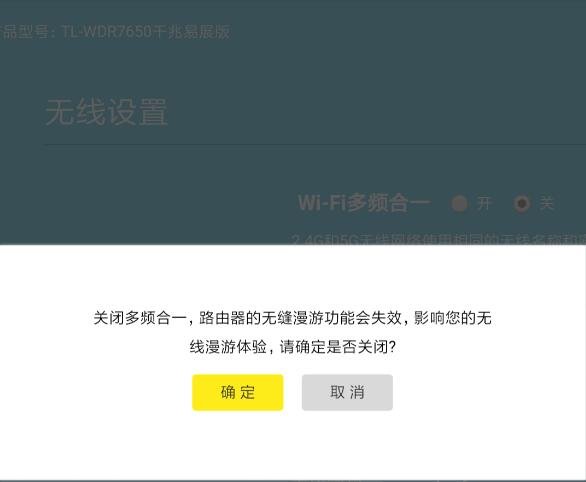 产品型号：TL-WDR7650千兆易展版
无线设置
Wi-Fi多频合一 开 关
2.4G和5G无线网络使用相同的无线名称和
关闭多频合一，路由器的无缝漫游功能会失效，影响您的无
线漫游体验，请确定是否关闭？
确定 取消